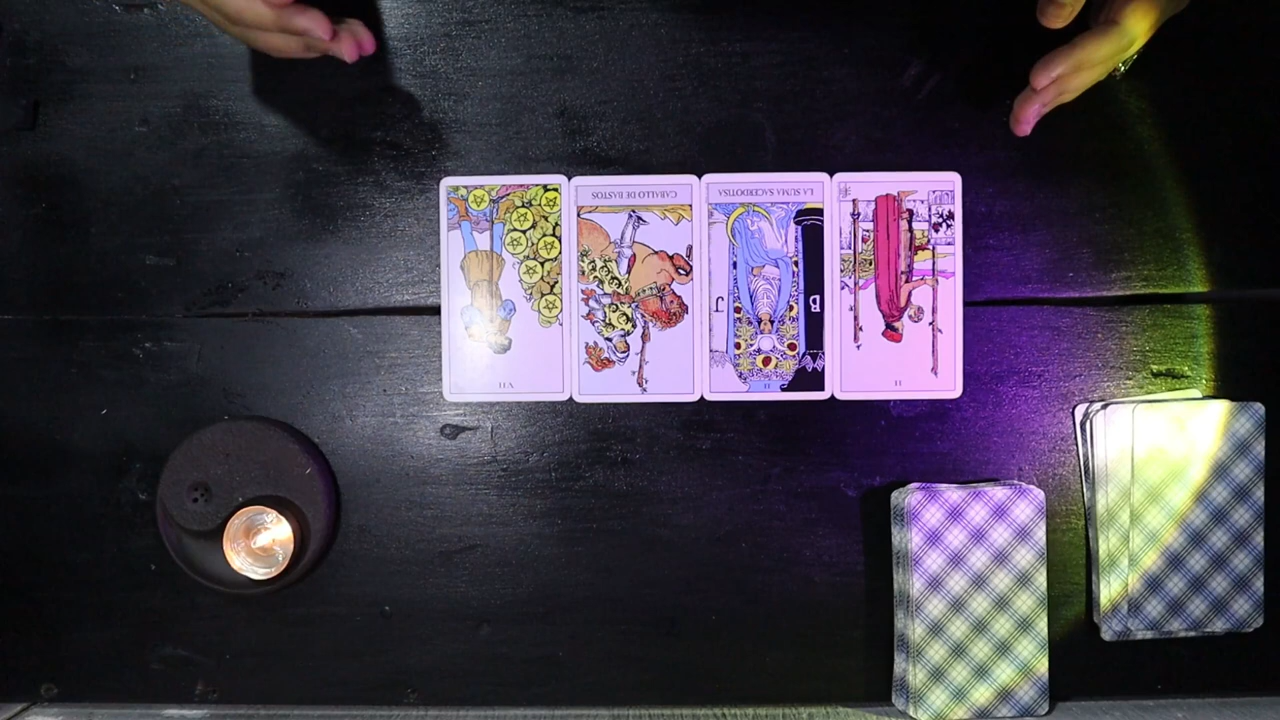 VII
CABALLO DE BASTOS
LA SUMA SACERDOTISA
J
B
II
II